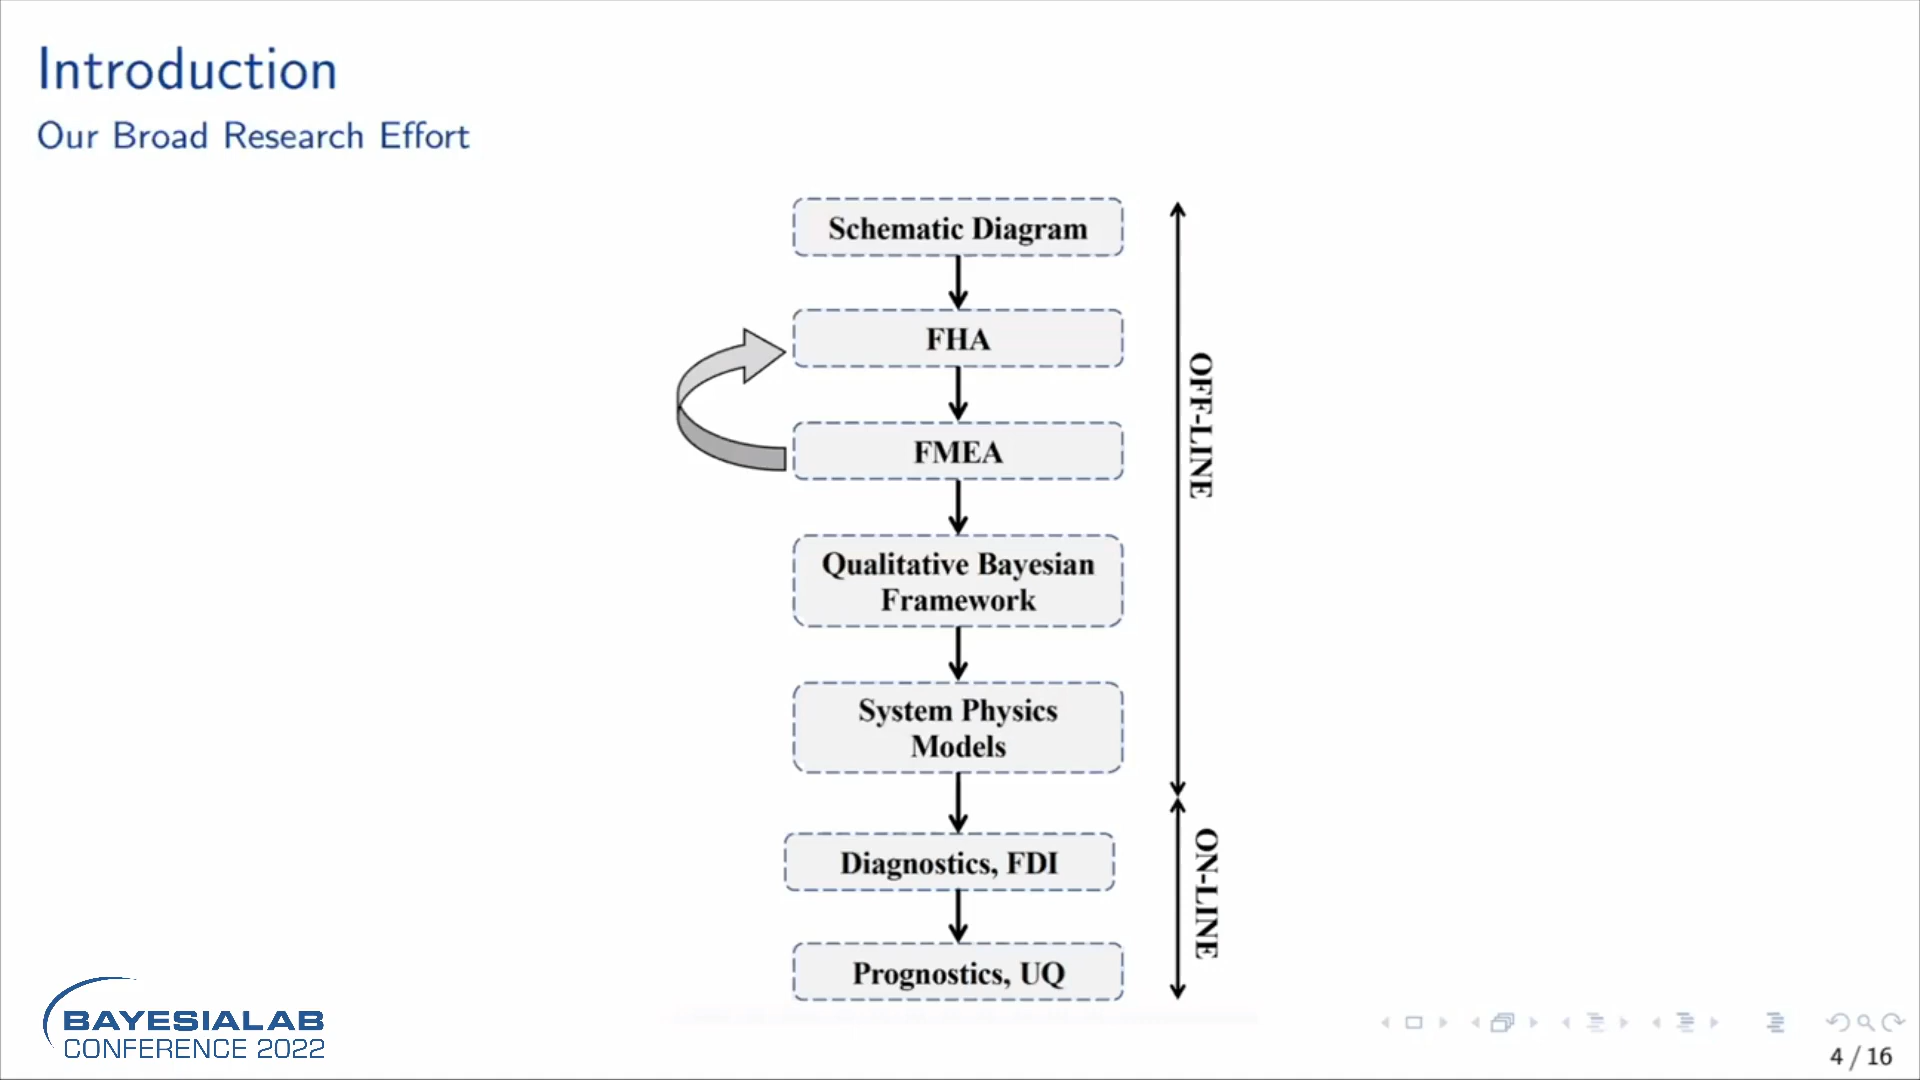 Introduction
Our Broad Research Effort
Schematic Diagram
FHA
FMEA
Qualitative Bayesian
Framework
System Physics
Models
Diagnostics, FDI
Prognostics, UQ
OFF-LINE
ON-LINE
BAYESIALAB
CONFERENCE 2022
4 / 16